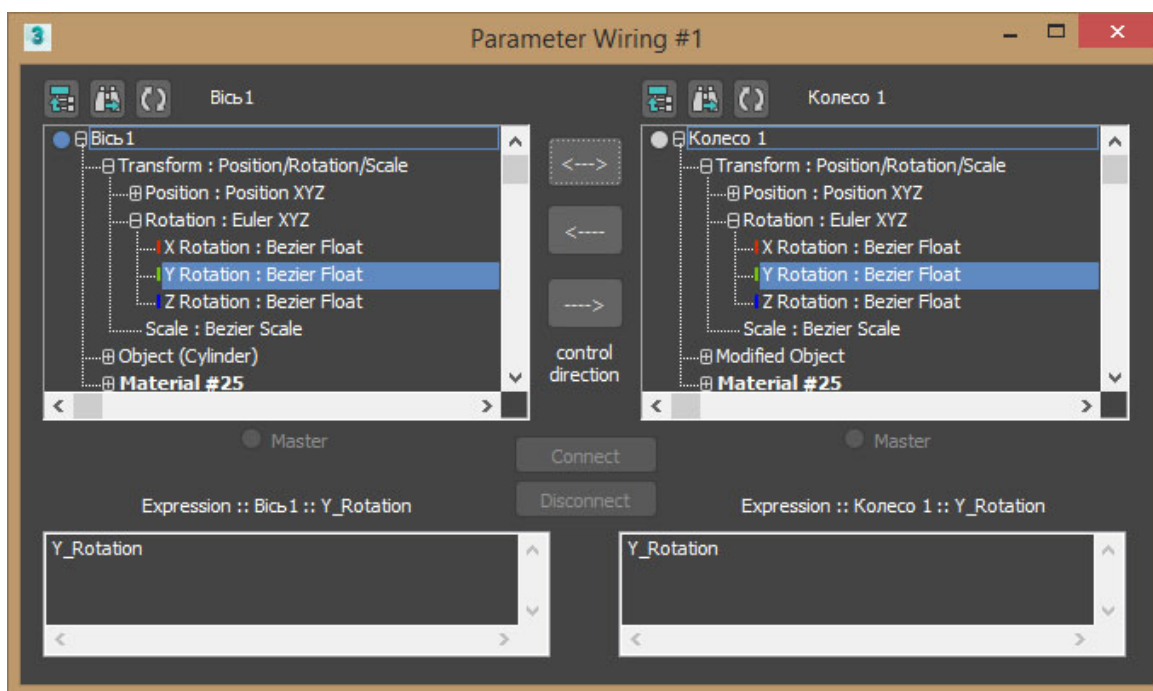 3
Parameter Wiring #1
Вісь1
Вісь1
Transform : Position/Rotation/Scale
Position : Position XYZ
Rotation : Euler XYZ
X Rotation : Bezier Float
Y Rotation : Bezier Float
Z Rotation : Bezier Float
Scale : Bezier Scale
Object (Cylinder)
Material #25
Master
Expression :: Вісь1 :: Y_Rotation
Y_Rotation
<--->
<----
---->
control
direction
Connect
Disconnect
Колесо 1
Колесо 1
Transform : Position/Rotation/Scale
Position : Position XYZ
Rotation : Euler XYZ
X Rotation : Bezier Float
Y Rotation : Bezier Float
Z Rotation : Bezier Float
Scale : Bezier Scale
Modified Object
Material #25
Master
Expression :: Колесо 1 :: Y_Rotation
Y_Rotation